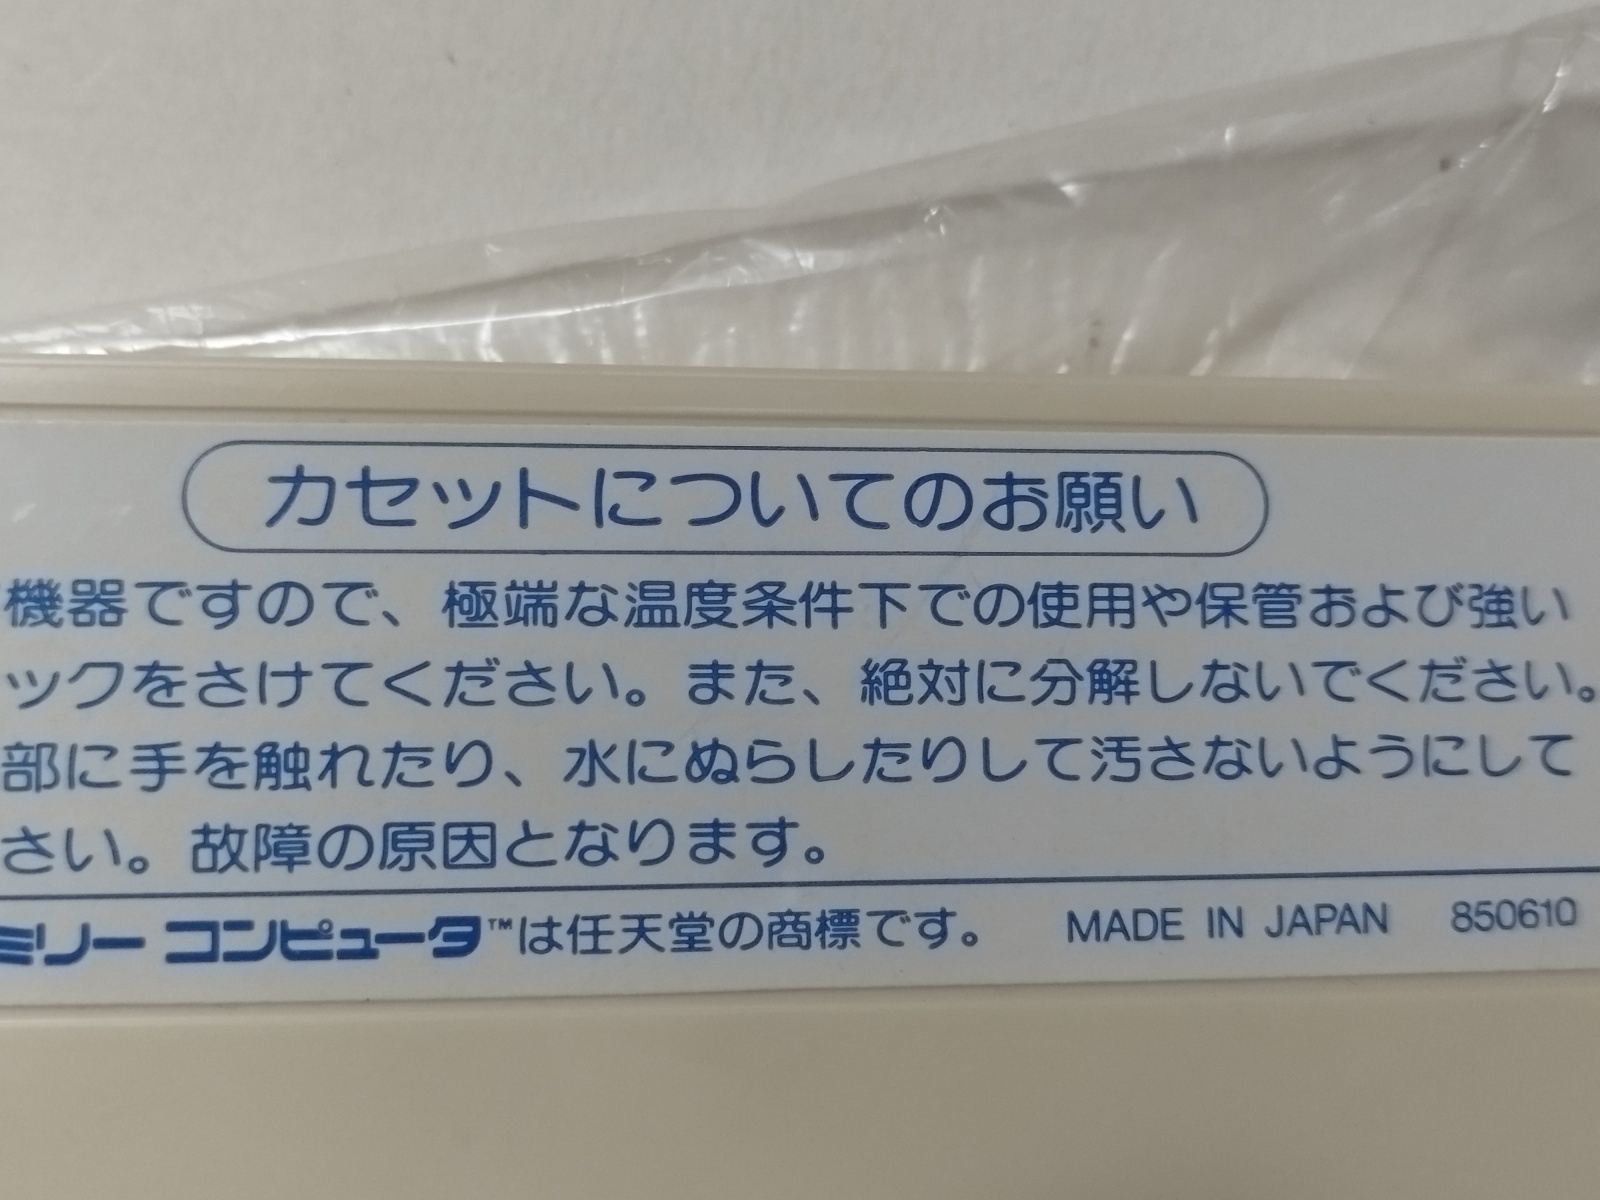 カセットについてのお願い
機器ですので、極端な温度条件下での使用や保管および強い
ックをさけてください。また、絶対に分解しないでください。
部に手を触れたり、水にぬらしたりして汚さないようにして
さい。故障の原因となります。
ミリー コンピュータ™は任天堂の商標です。 MADE IN JAPAN 850610